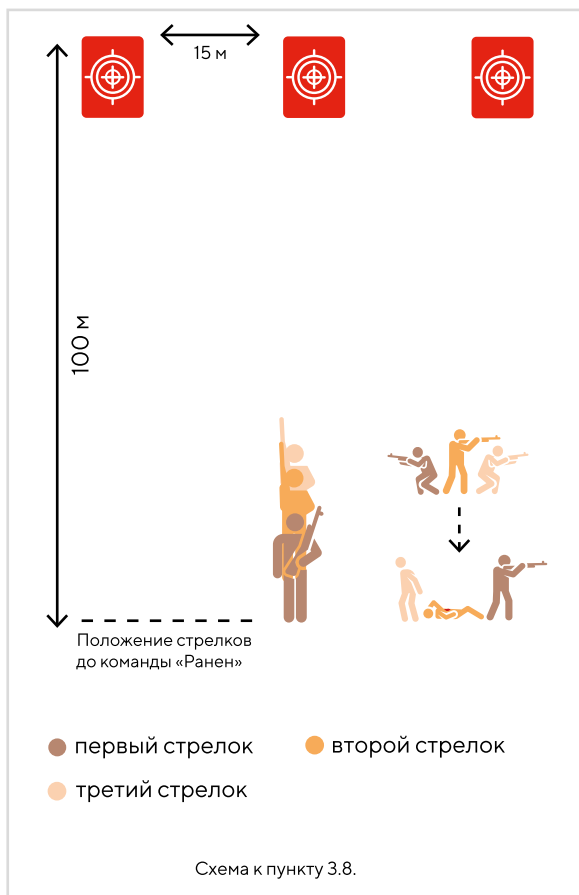 15 м
100 м
Положение стрелков
до команды «Ранен»
первый стрелок
второй стрелок
третий стрелок
Схема к пункту 3.8.